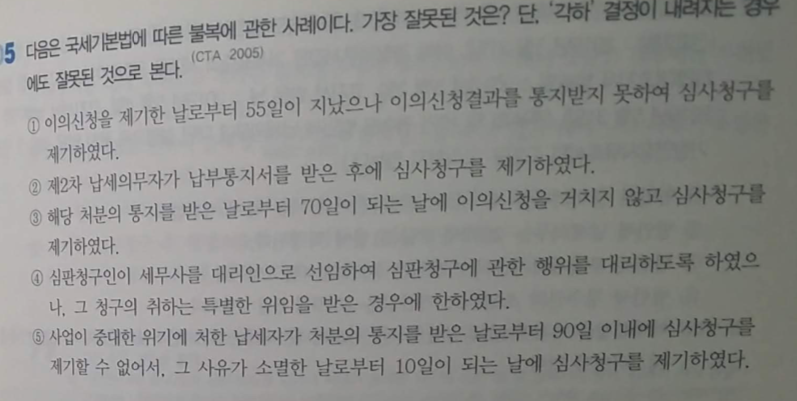 05 다음은 국세기본법에 따른 불복에 관한 사례이다. 가장 잘못된 것은? 단, '각하' 결정이 내려지는 경우
에도 잘못된 것으로 본다. (CTA 2005)
① 이의신청을 제기한 날로부터 55일이 지났으나 이의신청결과를 통지받지 못하여 심사청구를
제기하였다.
② 제2차 납세의무자가 납부통지서를 받은 후에 심사청구를 제기하였다.
③ 해당 처분의 통지를 받은 날로부터 70일이 되는 날에 이의신청을 거치지 않고 심사청구를
제기하였다.
④ 심판청구인이 세무사를 대리인으로 선임하여 심판청구에 관한 행위를 대리하도록 하였으
나, 그 청구의 취하는 특별한 위임을 받은 경우에 한하였다.
⑤ 사업이 중대한 위기에 처한 납세자가 처분의 통지를 받은 날로부터 90일 이내에 심사청구를
제기할 수 없어서, 그 사유가 소멸한 날로부터 10일이 되는 날에 심사청구를 제기하였다.